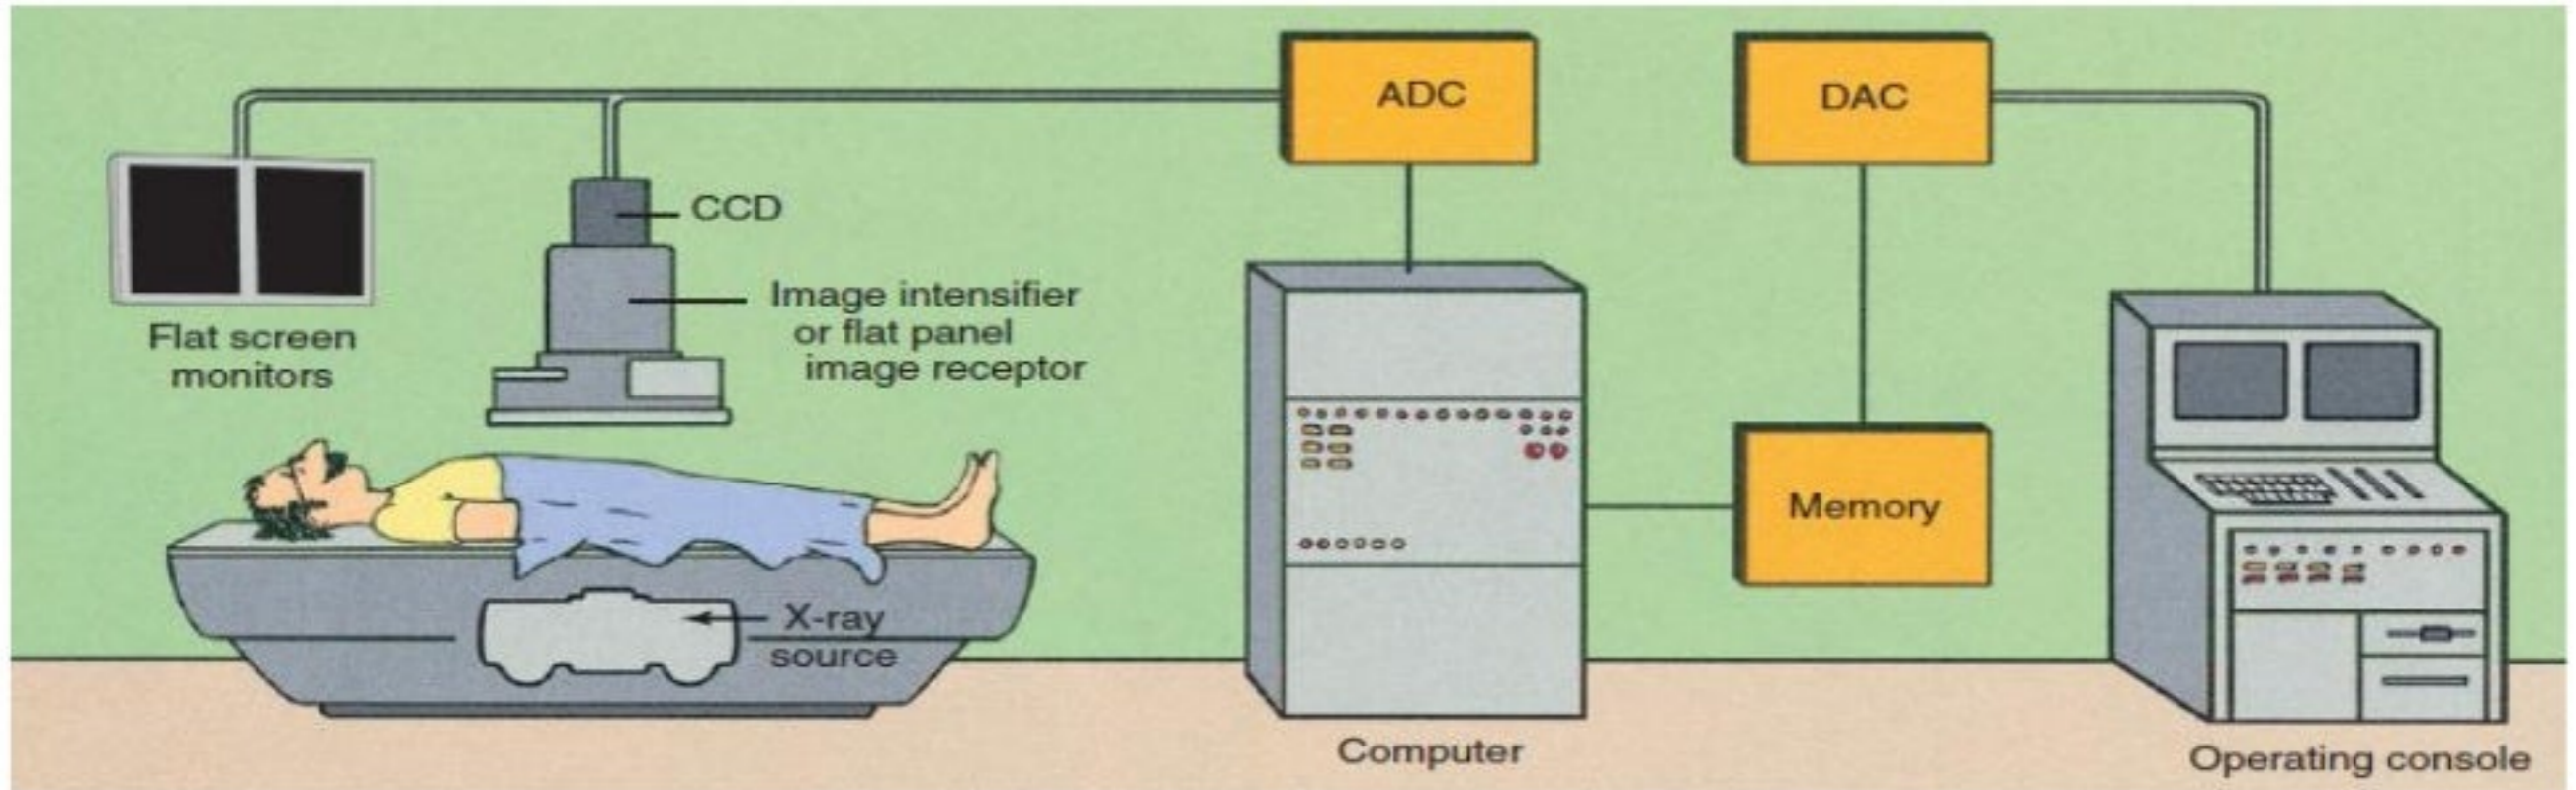 ADC
DAC
CCD
Image intensifier
or flat panel
image receptor
Flat screen
monitors
Memory
X-ray
source
Computer
Operating console